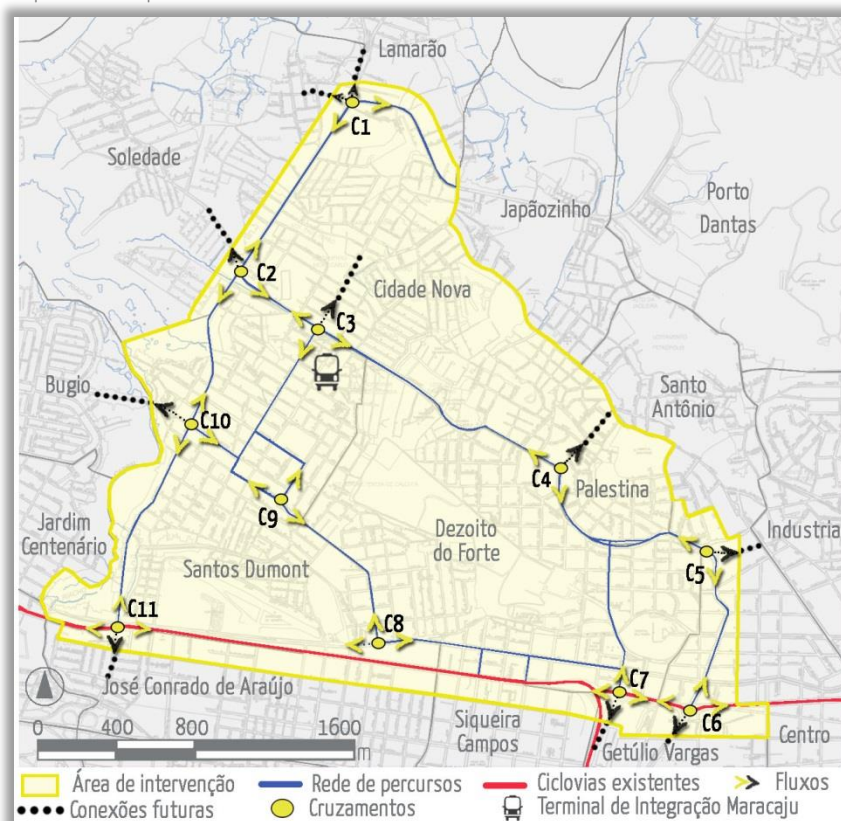 Lamarão
C1
Soledade
Japãozinho
Porto
Dantas
C2
Cidade Nova
C3
Bugio
Santo
Antônio
C10
C4
Palestina
C9
Jardim
Centenário
Dezoito
do Forte
Industria
C5
Santos Dumont
C11
C8
José Conrado de Araújo
C7
C6
Siqueira
Campos
Getúlio Vargas
Centro
0 400 800 1600
m
Área de intervenção Rede de percursos Ciclovias existentes Fluxos
Conexões futuras Cruzamentos Terminal de Integração Maracaju